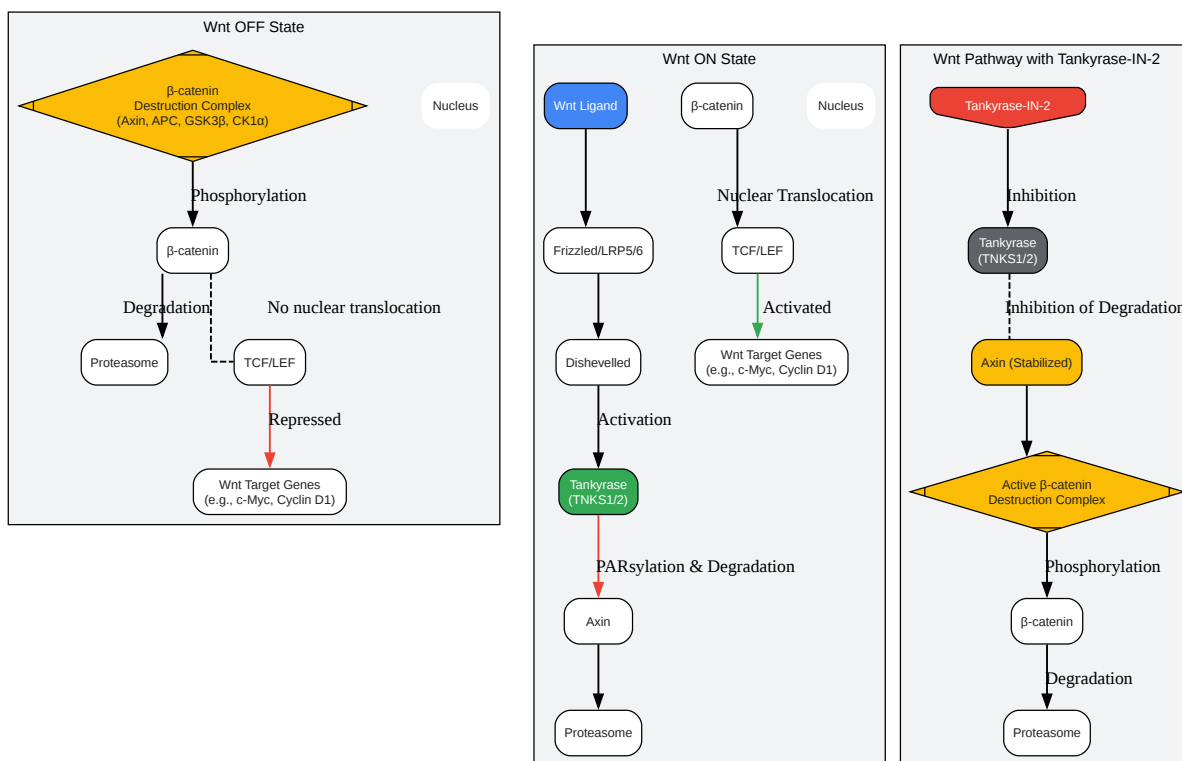 Wnt OFF State
β-catenin
Destruction Complex
(Axin, APC, GSK3β, CK1α)
Nucleus
Phosphorylation
β-catenin
Degradation
No nuclear translocation
Proteasome
TCF/LEF
Repressed
Wnt Target Genes
(e.g., c-Myc, Cyclin D1)
Wnt ON State
Wnt Ligand
β-catenin
Nucleus
Nuclear Translocation
Frizzled/LRP5/6
TCF/LEF
Activated
Dishevelled
Wnt Target Genes
(e.g., c-Myc, Cyclin D1)
Activation
Tankyrase
(TNKS1/2)
PARsylation & Degradation
Axin
Proteasome
Wnt Pathway with Tankyrase-IN-2
Tankyrase-IN-2
Inhibition
Tankyrase
(TNKS1/2)
Inhibition of Degradation
Axin (Stabilized)
Active β-catenin
Destruction Complex
Phosphorylation
β-catenin
Degradation
Proteasome